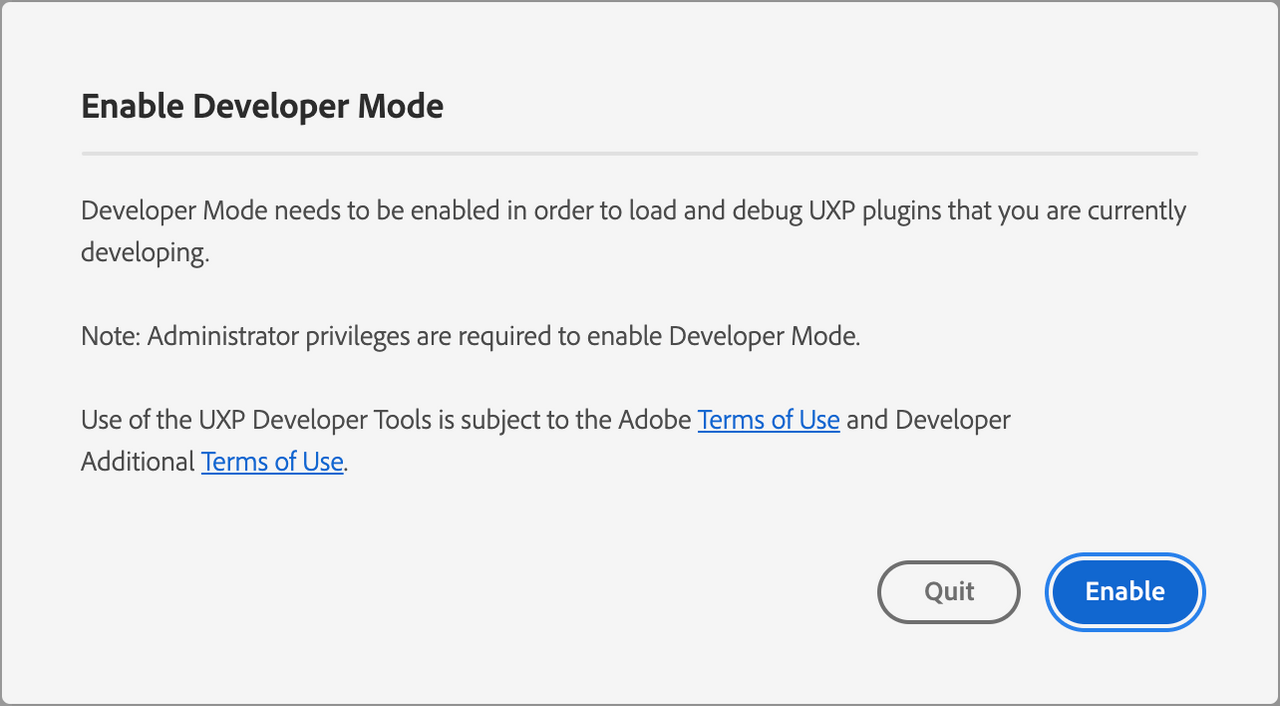 Enable Developer Mode
Developer Mode needs to be enabled in order to load and debug UXP plugins that you are currently
developing.
Note: Administrator privileges are required to enable Developer Mode.
Use of the UXP Developer Tools is subject to the Adobe Terms of Use and Developer
Additional Terms of Use.
Quit
Enable